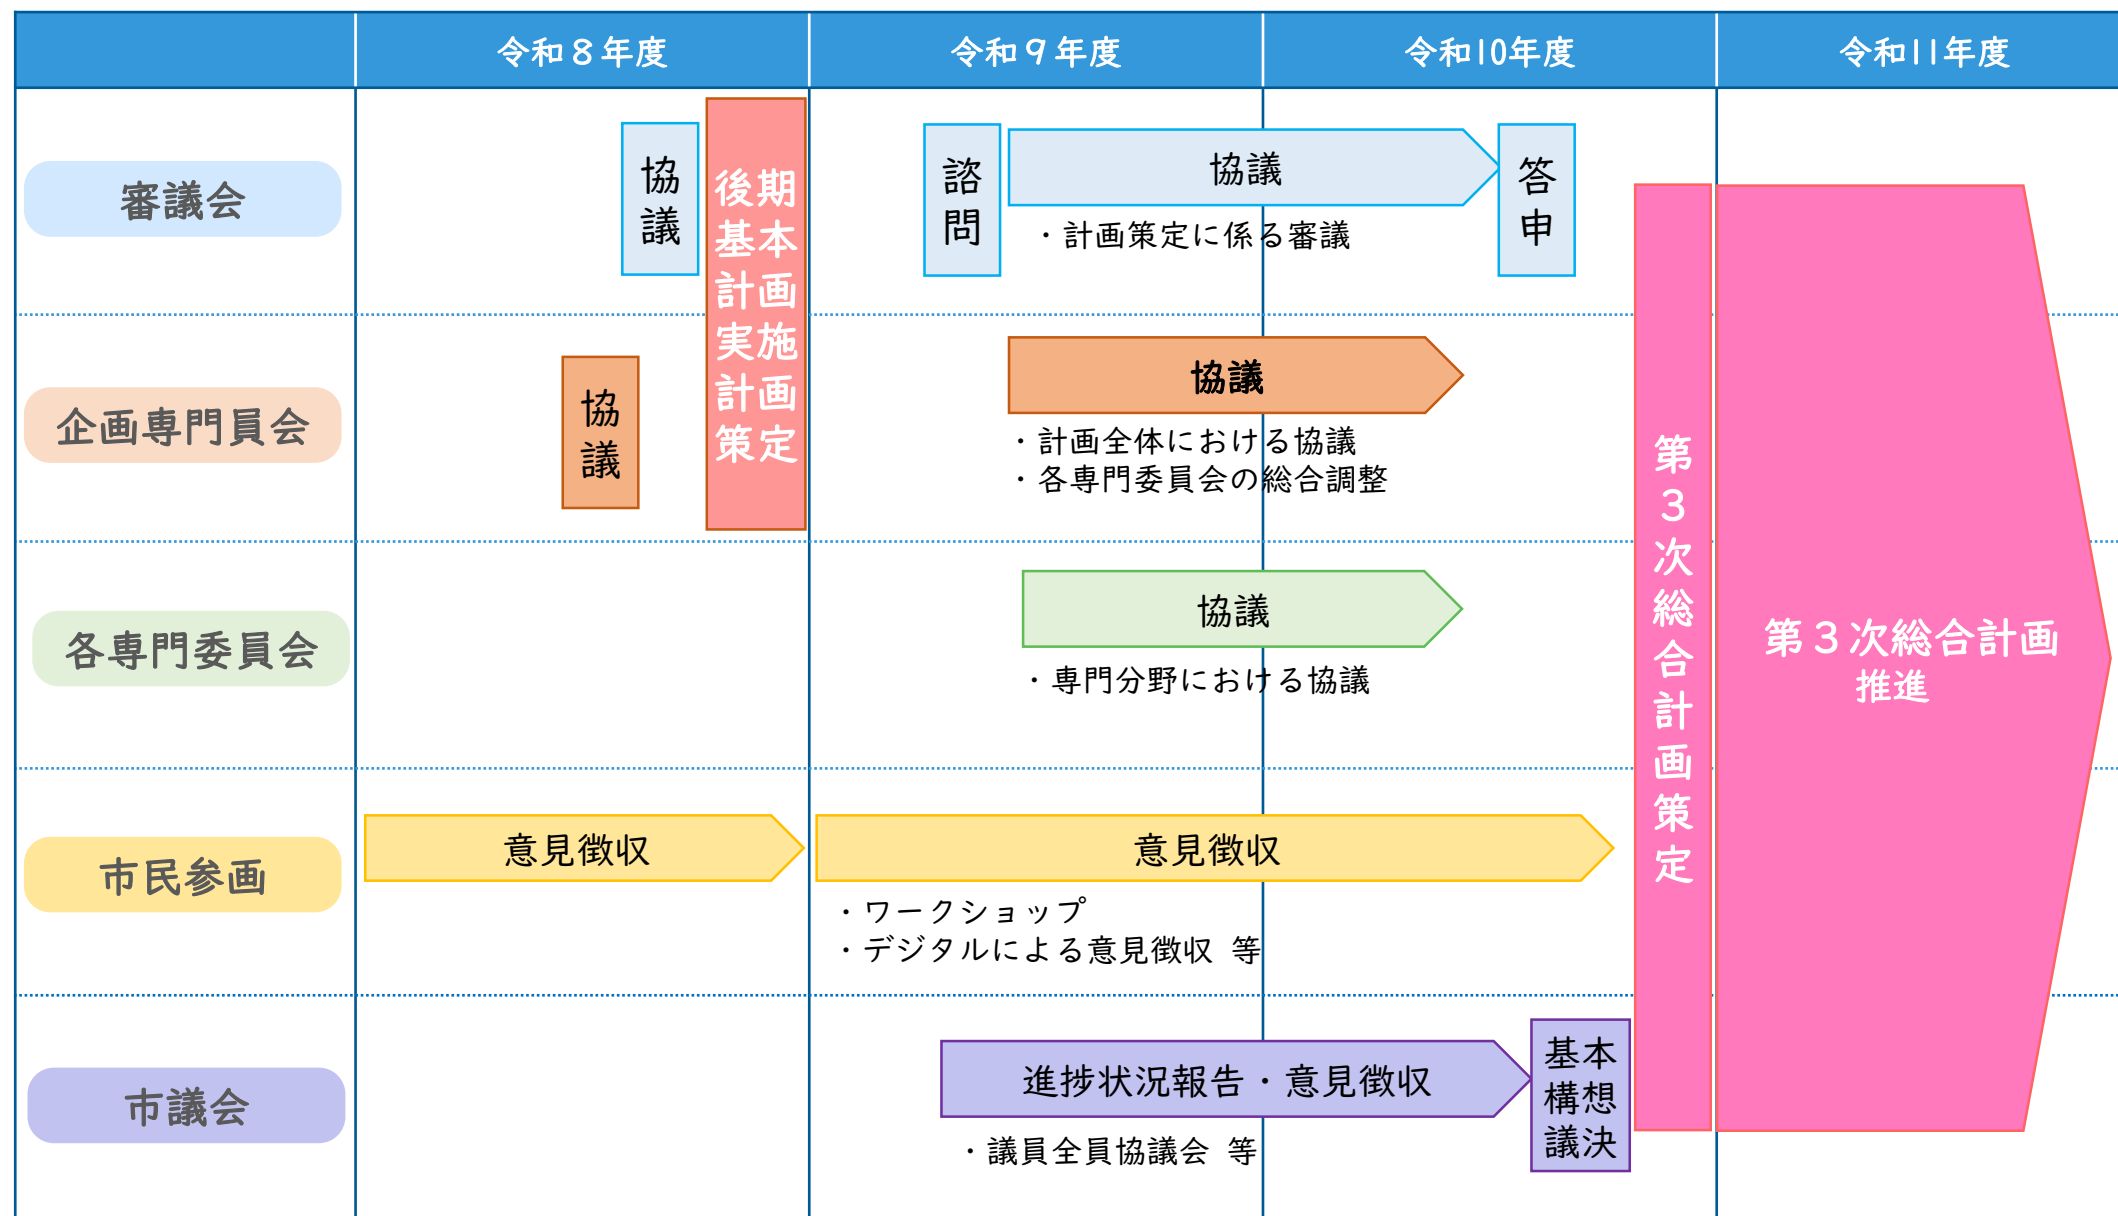 令和８年度
令和９年度
令和10年度
令和11年度
審議会
協議
後期
基本
計画
実施
計画
策定
諮問
協議
・計画策定に係る審議
答申
企画専門員会
協議
協議
・計画全体における協議
・各専門委員会の総合調整
各専門委員会
協議
・専門分野における協議
市民参画
意見徴収
意見徴収
・ワークショップ
・デジタルによる意見徴収 等
市議会
進捗状況報告・意見徴収
・議員全員協議会 等
基本
構想
議決
第３次総合計画策定
第３次総合計画
推進